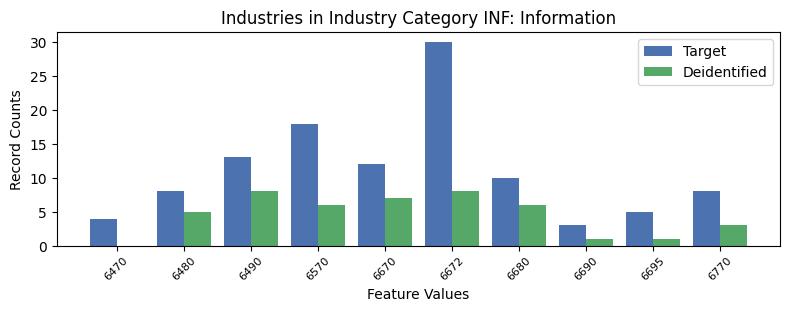 Industries in Industry Category INF: Information
Target
Deidentified
Record Counts
30
25
20
15
10
5
0
6470 6480 6490 6570 6670 6672 6680 6690 6695 6770
Feature Values